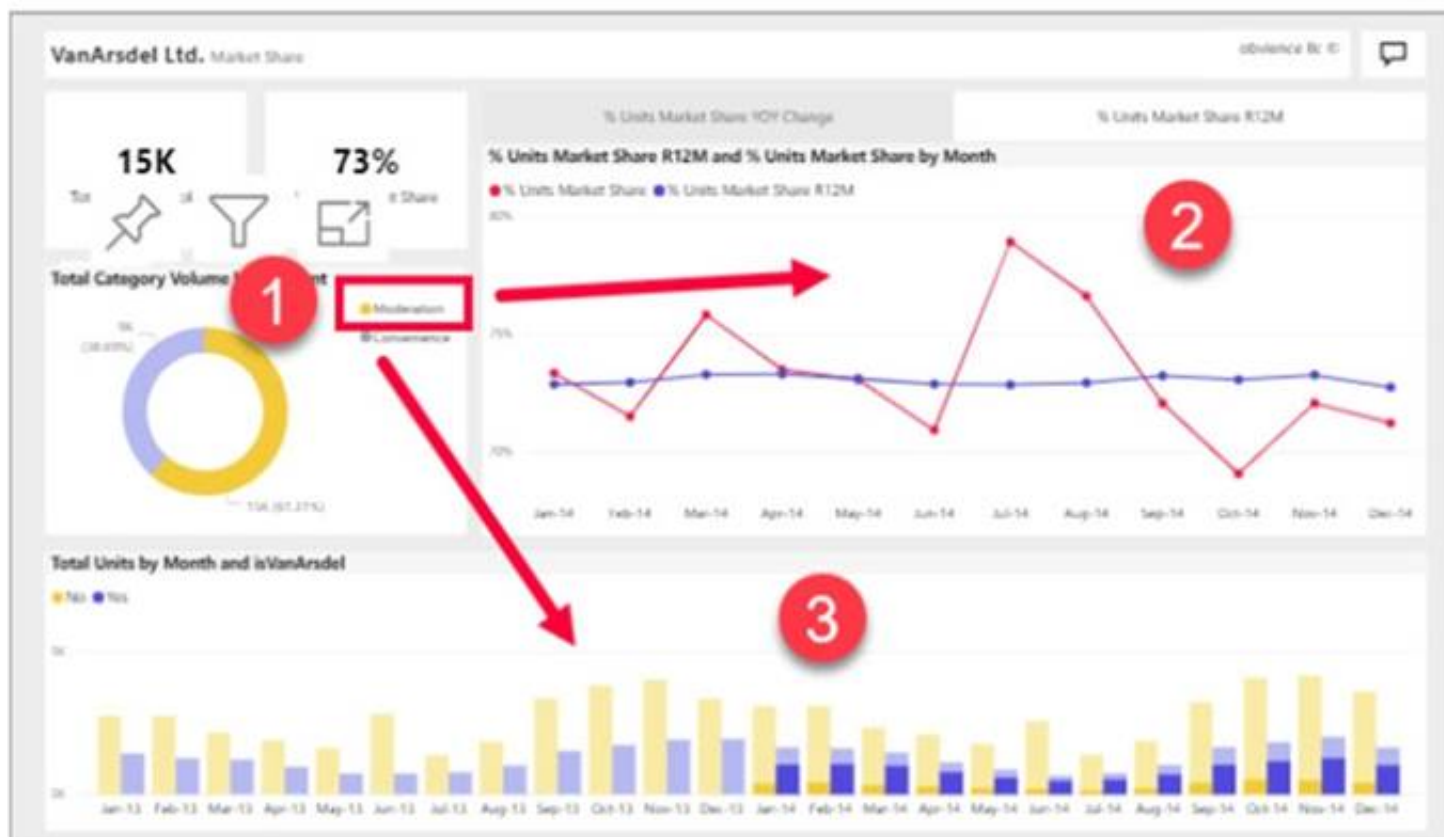 VanArsdel Ltd. Market Share
obvience llc ©
15K
73%
Share
% Units Market Share YOY Change
% Units Market Share R12M
% Units Market Share R12M and % Units Market Share by Month
% Units Market Share % Units Market Share R12M
80%
75%
70%
Jan-14 Feb-14 Mar-14 Apr-14 May-14 Jun-14 Jul-14 Aug-14 Sep-14 Oct-14 Nov-14 Dec-14
2
Total Category Volume
1
Moderation
Convenience
Total Units by Month and isVanArsdel
No Yes
3
0K
Jan-13 Feb-13 Mar-13 Apr-13 May-13 Jun-13 Jul-13 Aug-13 Sep-13 Oct-13 Nov-13 Dec-13 Jan-14 Feb-14 Mar-14 Apr-14 May-14 Jun-14 Jul-14 Aug-14 Sep-14 Oct-14 Nov-14 Dec-14